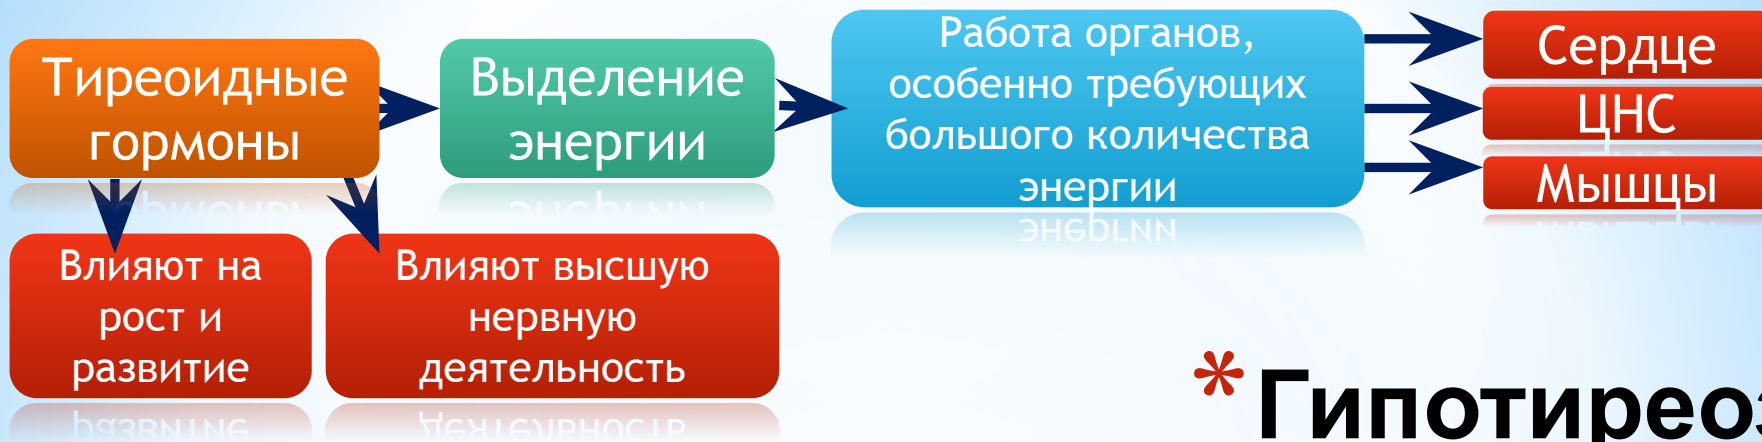 Тиреоидные
гормоны
Выделение
энергии
Работа органов,
особенно требующих
большого количества
энергии
Сердце
ЦНС
Мышцы
Влияют на
рост и
развитие
Влияют высшую
нервную
деятельность
*Гипотиреоз